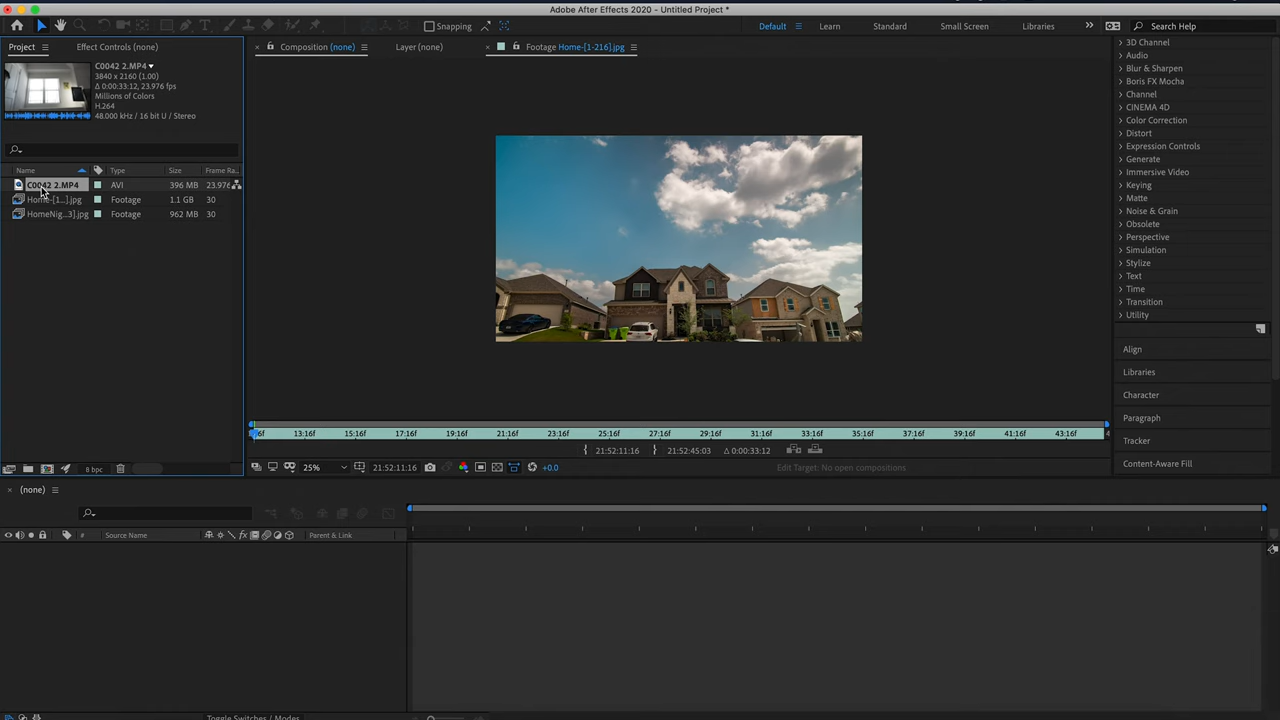 Adobe After Effects 2020 - Untitled Project *
Snapping
Default
Learn
Standard
Small Screen
Libraries
Search Help
Project
Effect Controls (none)
Composition (none)
Layer (none)
Footage Home-[1-216].jpg
C0042 2.MP4
3840 x 2160 (1.00)
Δ 0:00:33:12, 23.976 fps
Millions of Colors
H.264
48.000 kHz / 16 bit U / Stereo
Name Type Size Frame Ra..
C0042 2.MP4 AVI 396 MB 23.976
Home-[1...].jpg Footage 1.1 GB 30
HomeNig...3].jpg Footage 962 MB 30
8 bpc
3D Channel
Audio
Blur & Sharpen
Boris FX Mocha
Channel
CINEMA 4D
Color Correction
Distort
Expression Controls
Generate
Immersive Video
Keying
Matte
Noise & Grain
Obsolete
Perspective
Simulation
Stylize
Text
Time
Transition
Utility
Align
Libraries
Character
Paragraph
Tracker
Content-Aware Fill
13:16f 15:16f 17:16f 19:16f 21:16f 23:16f 25:16f 27:16f 29:16f 31:16f 33:16f 35:16f 37:16f 39:16f 41:16f 43:16f
21:52:11:16 21:52:45:03 Δ 0:00:33:12
25% 21:52:11:16 +0.0 Edit Target: No open compositions
(none)
# Source Name Parent & Link
Toggle Switches / Modes